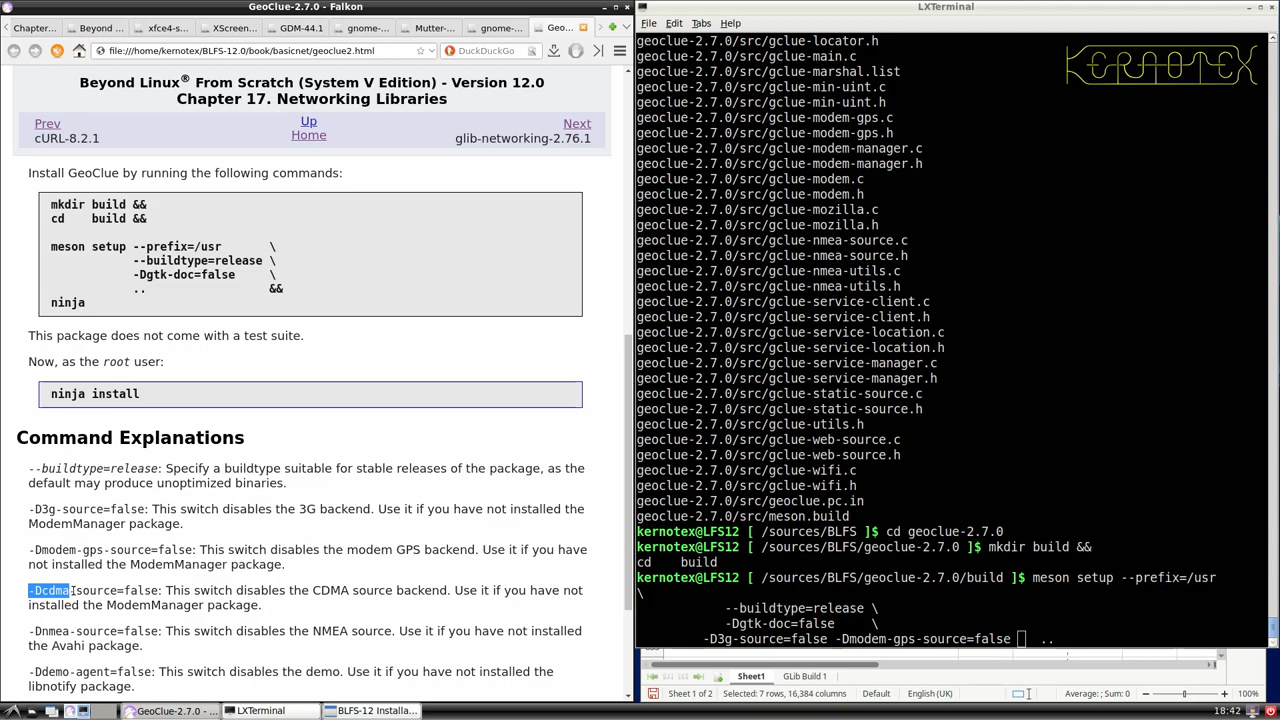 GeoClue-2.7.0 - Falkon
Chapter...
Beyond ...
xfce4-s...
XScreen...
GDM-44.1
gnome-...
Mutter-...
gnome-...
Geo...
file:///home/kernotex/BLFS-12.0/book/basicnet/geoclue2.html
DuckDuckGo
Beyond Linux® From Scratch (System V Edition) - Version 12.0
Chapter 17. Networking Libraries
Prev
Up
Next
cURL-8.2.1
Home
glib-networking-2.76.1
Install GeoClue by running the following commands:
mkdir build &&
cd    build &&
meson setup --prefix=/usr       \
--buildtype=release \
-Dgtk-doc=false     \
..                  &&
ninja
This package does not come with a test suite.
Now, as the root user:
ninja install
Command Explanations
--buildtype=release: Specify a buildtype suitable for stable releases of the package, as the
default may produce unoptimized binaries.
-D3g-source=false: This switch disables the 3G backend. Use it if you have not installed the
ModemManager package.
-Dmodem-gps-source=false: This switch disables the modem GPS backend. Use it if you have
not installed the ModemManager package.
-Dcdma-source=false: This switch disables the CDMA source backend. Use it if you have not
installed the ModemManager package.
-Dnmea-source=false: This switch disables the NMEA source. Use it if you have not installed
the Avahi package.
-Ddemo-agent=false: This switch disables the demo. Use it if you have not installed the
libnotify package.
LXTerminal
File Edit Tabs Help
KERNOTEX
geoclue-2.7.0/src/gclue-locator.h
geoclue-2.7.0/src/gclue-main.c
geoclue-2.7.0/src/gclue-marshal.list
geoclue-2.7.0/src/gclue-min-uint.c
geoclue-2.7.0/src/gclue-min-uint.h
geoclue-2.7.0/src/gclue-modem-gps.c
geoclue-2.7.0/src/gclue-modem-gps.h
geoclue-2.7.0/src/gclue-modem-manager.c
geoclue-2.7.0/src/gclue-modem-manager.h
geoclue-2.7.0/src/gclue-modem.c
geoclue-2.7.0/src/gclue-modem.h
geoclue-2.7.0/src/gclue-mozilla.c
geoclue-2.7.0/src/gclue-mozilla.h
geoclue-2.7.0/src/gclue-nmea-source.c
geoclue-2.7.0/src/gclue-nmea-source.h
geoclue-2.7.0/src/gclue-nmea-utils.c
geoclue-2.7.0/src/gclue-nmea-utils.h
geoclue-2.7.0/src/gclue-service-client.c
geoclue-2.7.0/src/gclue-service-client.h
geoclue-2.7.0/src/gclue-service-location.c
geoclue-2.7.0/src/gclue-service-location.h
geoclue-2.7.0/src/gclue-service-manager.c
geoclue-2.7.0/src/gclue-service-manager.h
geoclue-2.7.0/src/gclue-static-source.c
geoclue-2.7.0/src/gclue-static-source.h
geoclue-2.7.0/src/gclue-utils.h
geoclue-2.7.0/src/gclue-web-source.c
geoclue-2.7.0/src/gclue-web-source.h
geoclue-2.7.0/src/gclue-wifi.c
geoclue-2.7.0/src/gclue-wifi.h
geoclue-2.7.0/src/geoclue.pc.in
geoclue-2.7.0/src/meson.build
kernotex@LFS12 [ /sources/BLFS ]$ cd geoclue-2.7.0
kernotex@LFS12 [ /sources/BLFS/geoclue-2.7.0 ]$ mkdir build &&
cd    build
kernotex@LFS12 [ /sources/BLFS/geoclue-2.7.0/build ]$ meson setup --prefix=/usr
\
--buildtype=release \
-Dgtk-doc=false     \
-D3g-source=false -Dmodem-gps-source=false   ..
Sheet1
GLib Build 1
Sheet 1 of 2
Selected: 7 rows, 16,384 columns
Default
English (UK)
Average: ; Sum: 0
100%
GeoClue-2.7.0 - ...
LXTerminal
BLFS-12 Installa...
18:42